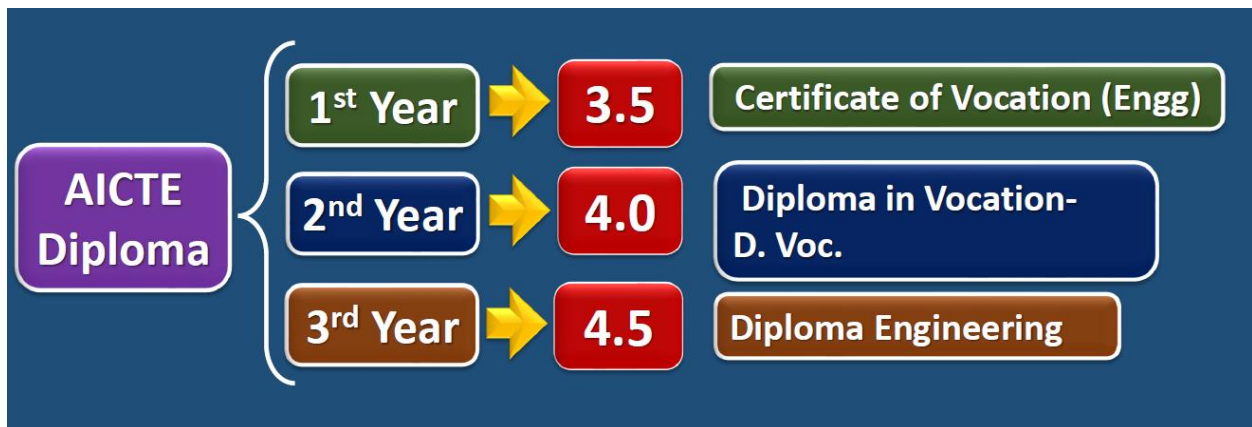 AICTE
Diploma
1st Year
3.5
Certificate of Vocation (Engg)
2nd Year
4.0
Diploma in Vocation-
D. Voc.
3rd Year
4.5
Diploma Engineering